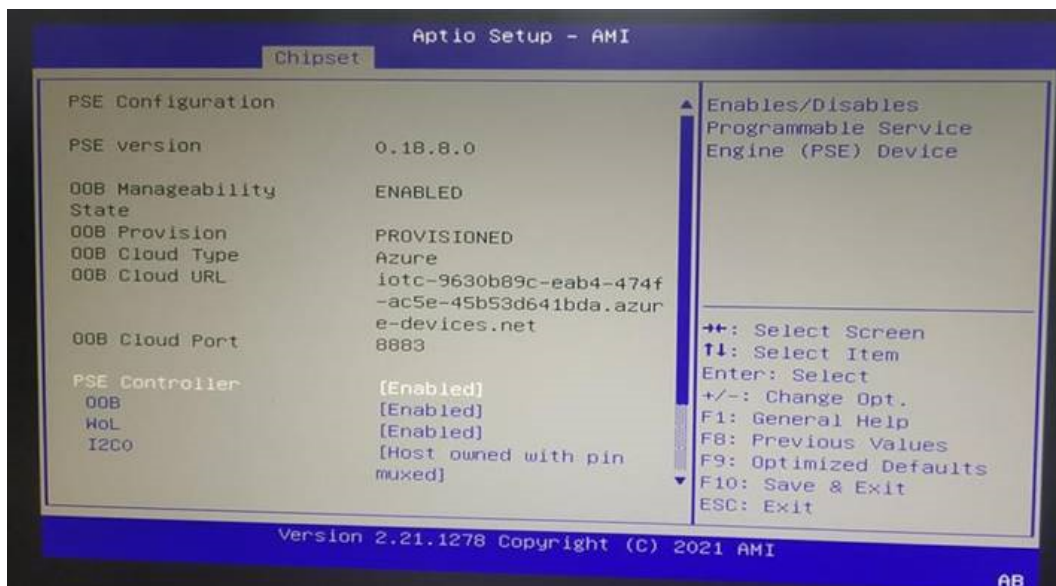 Aptio Setup - AMI
Chipset
PSE Configuration
PSE version 0.18.8.0
OOB Manageability ENABLED
State
OOB Provision PROVISIONED
OOB Cloud Type Azure
OOB Cloud URL iotc-9630b89c-eab4-474f
-ac5e-45b53d641bda.azur
e-devices.net
OOB Cloud Port 8883
PSE Controller [Enabled]
OOB [Enabled]
WoL [Enabled]
I2C0 [Host owned with pin
muxed]
Enables/Disables
Programmable Service
Engine (PSE) Device
→←: Select Screen
↑↓: Select Item
Enter: Select
+/-: Change Opt.
F1: General Help
F8: Previous Values
F9: Optimized Defaults
F10: Save & Exit
ESC: Exit
Version 2.21.1278 Copyright (C) 2021 AMI
AB